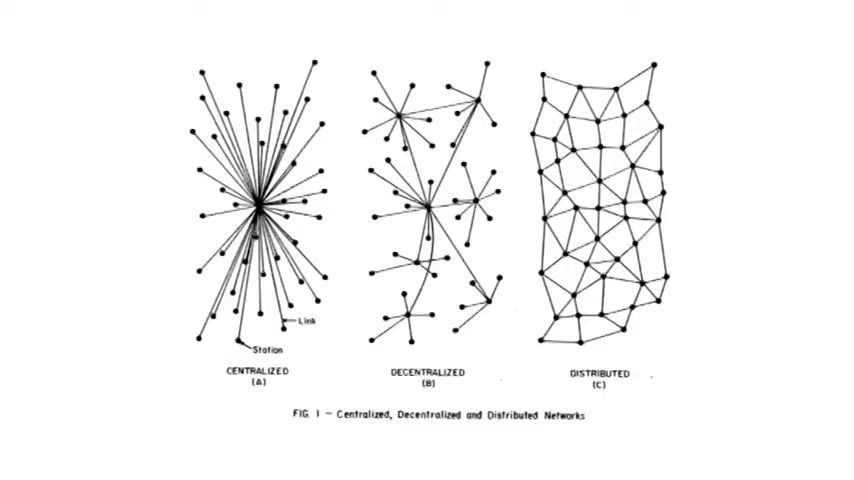 Link
Station
CENTRALIZED
(A)
DECENTRALIZED
(B)
DISTRIBUTED
(C)
FIG. I — Centralized, Decentralized and Distributed Networks